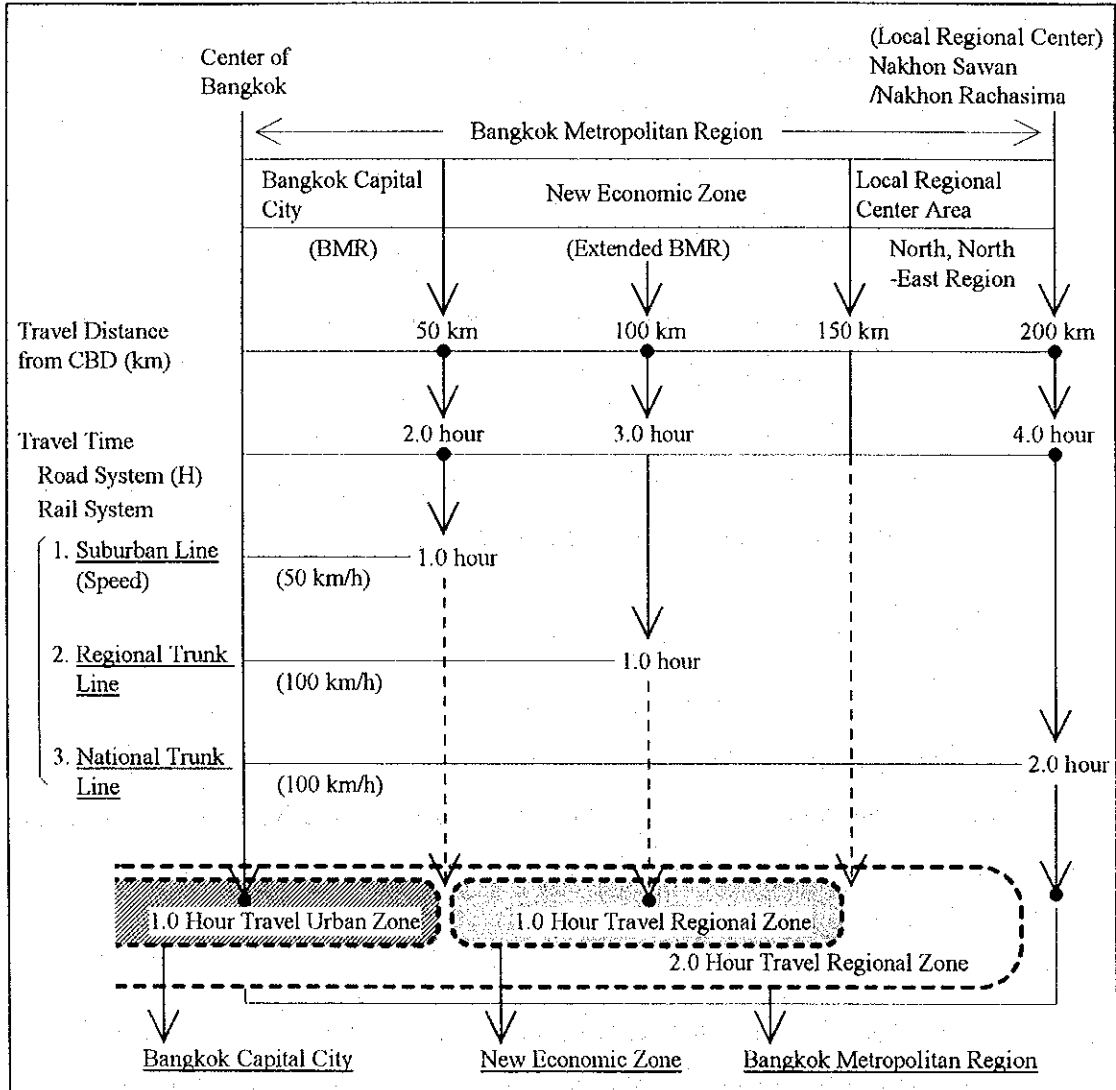 Center of
Bangkok
(Local Regional Center)
Nakhon Sawan
/Nakhon Rachasima
Bangkok Metropolitan Region
Bangkok Capital
City
New Economic Zone
Local Regional
Center Area
(BMR)
(Extended BMR)
North, North
-East Region
Travel Distance
from CBD (km)
50 km
100 km
150 km
200 km
Travel Time
Road System (H)
2.0 hour
3.0 hour
4.0 hour
Rail System
1. Suburban Line
(Speed)
(50 km/h)
1.0 hour
2. Regional Trunk
Line
(100 km/h)
1.0 hour
3. National Trunk
Line
(100 km/h)
2.0 hour
1.0 Hour Travel Urban Zone
1.0 Hour Travel Regional Zone
2.0 Hour Travel Regional Zone
Bangkok Capital City
New Economic Zone
Bangkok Metropolitan Region